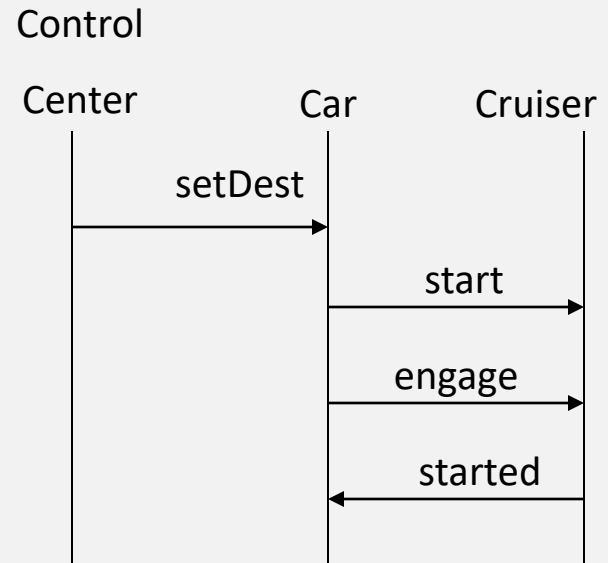 Control
Center Car Cruiser
setDest
start
engage
started